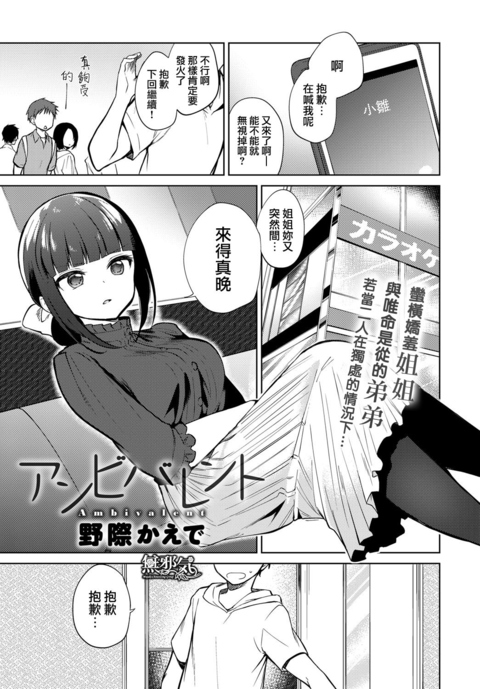 小雛
啊
抱歉…
在喊我呢
又來了啊—
能不能就
無視掉啊?
不行啊
那樣肯定要
發火了
抱歉
下回繼續!
真飽受
的
カラオケ
蠻橫嬌羞姐姐
與唯命是從的弟弟
若當二人在獨處的情況下…
姐姐妳又
突然間…
來得真晚
アンビバレント
Ambivalent
野際かえで
無邪気
抱歉
抱歉…